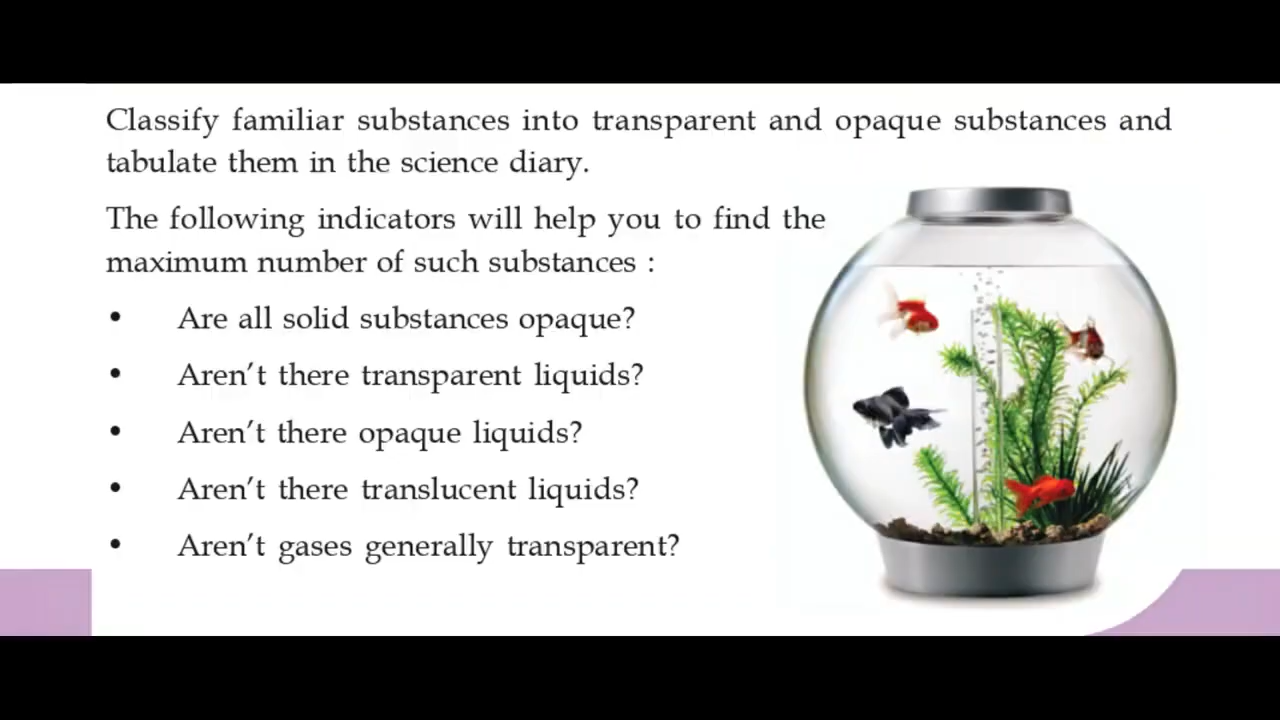 Classify familiar substances into transparent and opaque substances and
tabulate them in the science diary.
The following indicators will help you to find the
maximum number of such substances :
• Are all solid substances opaque?
• Aren't there transparent liquids?
• Aren't there opaque liquids?
• Aren't there translucent liquids?
• Aren't gases generally transparent?